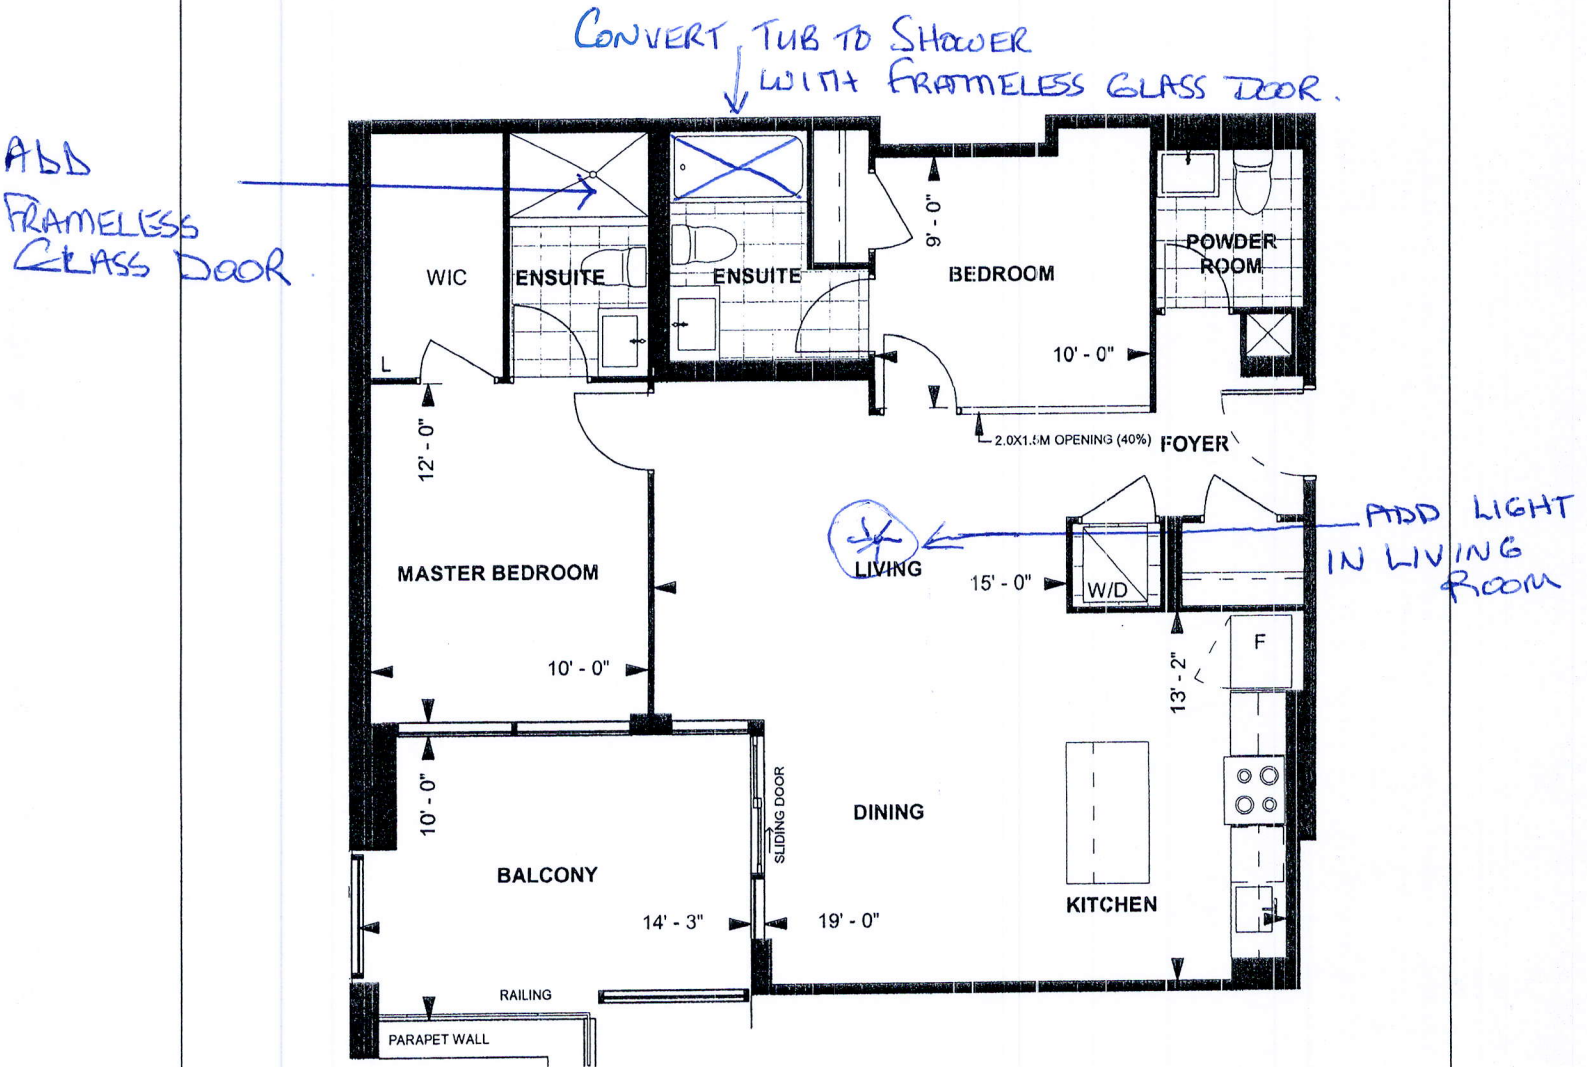 CONVERT TUB TO SHOWER
WITH FRAMELESS GLASS DOOR.
ADD
FRAMELESS
GLASS DOOR.
WIC
ENSUITE
ENSUITE
9' - 0"
BEDROOM
POWDER
ROOM
L
10' - 0"
12' - 0"
2.0X1.5M OPENING (40%)
FOYER
ADD LIGHT
IN LIVING
ROOM
MASTER BEDROOM
LIVING
15' - 0"
W/D
10' - 0"
13' - 2"
F
10' - 0"
SLIDING DOOR
DINING
BALCONY
KITCHEN
14' - 3"
19' - 0"
RAILING
PARAPET WALL